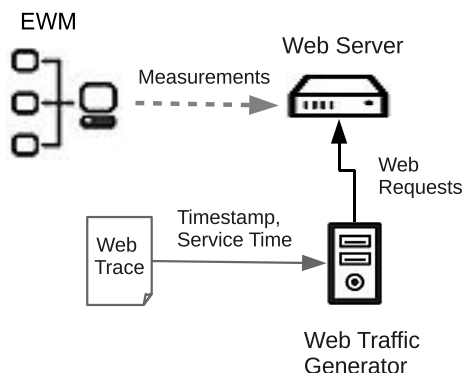 EWM
Web Server
Measurements
Web
Requests
Timestamp,
Service Time
Web
Trace
Web Traffic
Generator